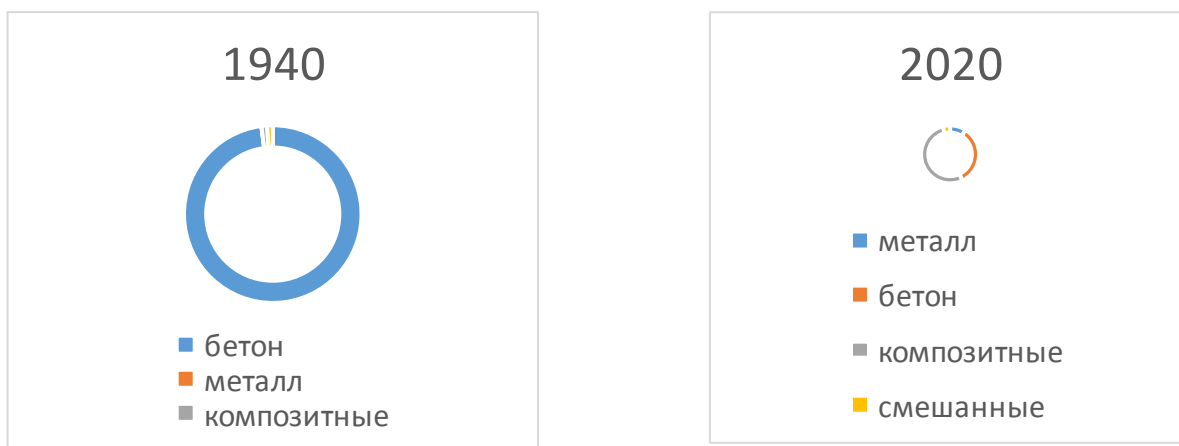 1940
бетон
металл
композитные
2020
металл
бетон
композитные
смешанные